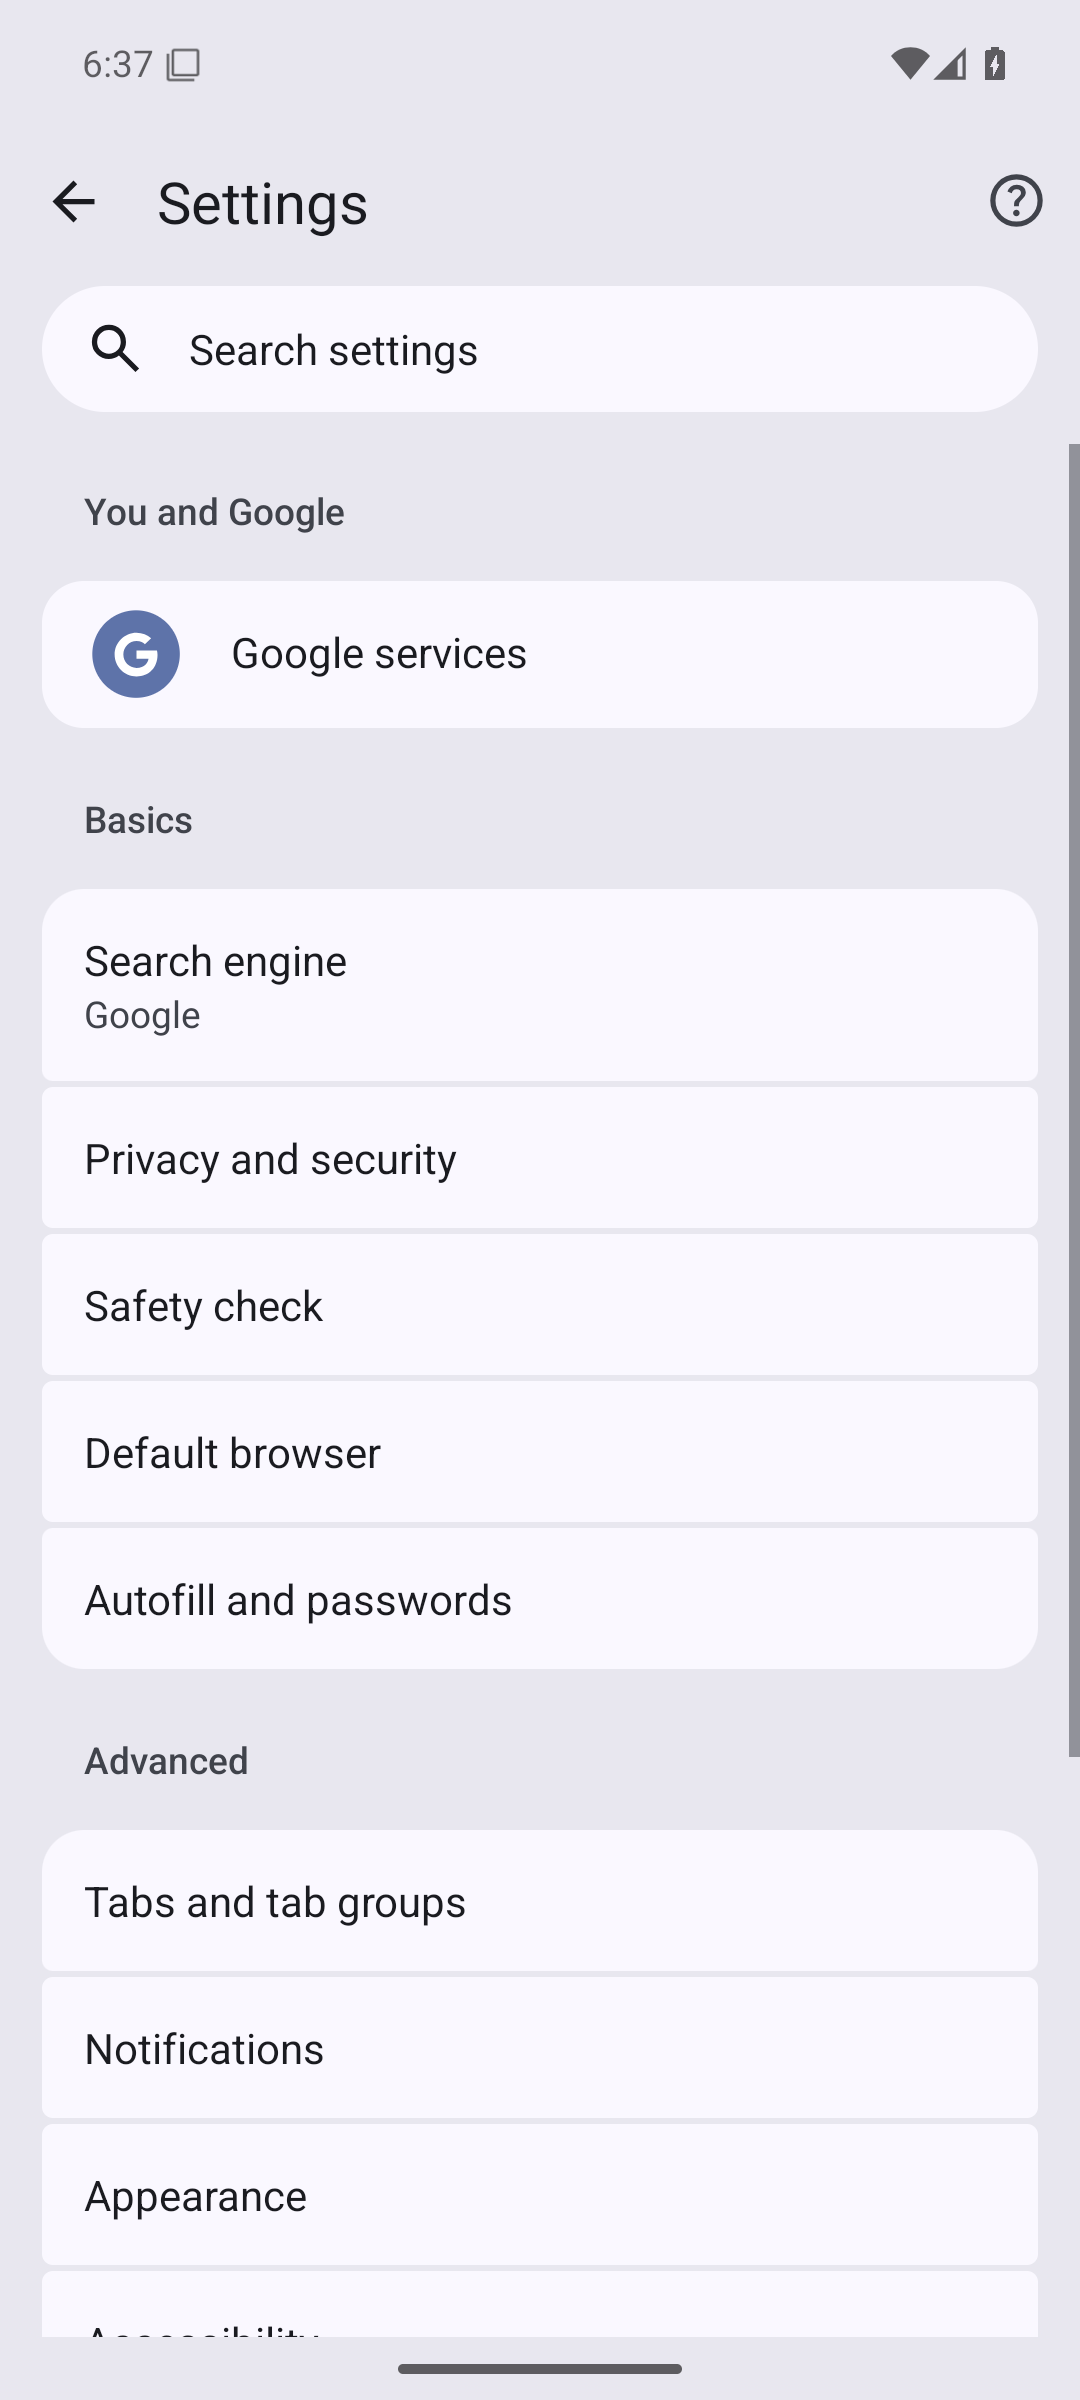 6:37
Settings
Search settings
You and Google
Google services
Basics
Search engine
Google
Privacy and security
Safety check
Default browser
Autofill and passwords
Advanced
Tabs and tab groups
Notifications
Appearance
Accessibility